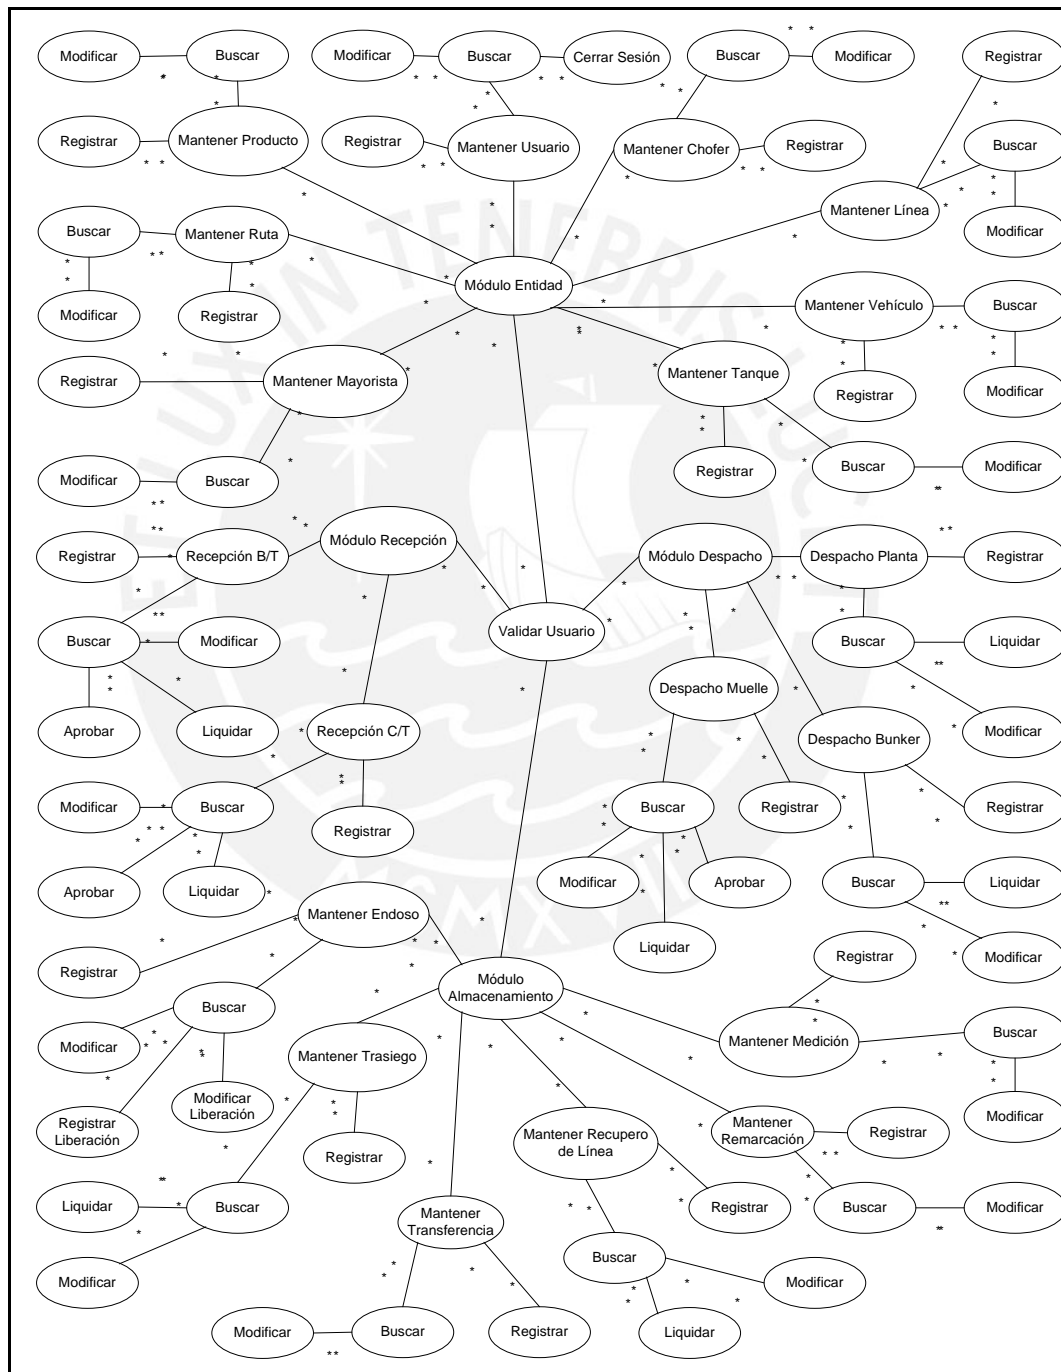 Modificar
Buscar
Modificar
Buscar
Cerrar Sesión
Buscar
Modificar
Registrar
Registrar
Mantener Producto
Registrar
Mantener Usuario
Mantener Chofer
Registrar
Buscar
Mantener Línea
Buscar
Mantener Ruta
Modificar
Módulo Entidad
Modificar
Registrar
Mantener Vehículo
Buscar
Registrar
Mantener Mayorista
Mantener Tanque
Registrar
Modificar
Modificar
Buscar
Registrar
Buscar
Modificar
Registrar
Recepción B/T
Módulo Recepción
Módulo Despacho
Despacho Planta
Registrar
Buscar
Modificar
Validar Usuario
Buscar
Liquidar
Despacho Muelle
Aprobar
Liquidar
Recepción C/T
Despacho Bunker
Modificar
Modificar
Buscar
Registrar
Buscar
Registrar
Registrar
Aprobar
Liquidar
Modificar
Aprobar
Buscar
Liquidar
Mantener Endoso
Liquidar
Registrar
Modificar
Registrar
Módulo
Almacenamiento
Buscar
Modificar
Mantener Trasiego
Mantener Medición
Buscar
Modificar
Liberación
Registrar
Liberación
Registrar
Mantener Recupero
de Línea
Mantener
Remarcación
Registrar
Modificar
Liquidar
Buscar
Mantener
Transferencia
Registrar
Buscar
Modificar
Modificar
Buscar
Modificar
Modificar
Buscar
Registrar
Liquidar
ET LUX IN TENEBRIS LUCET
MCMXVII